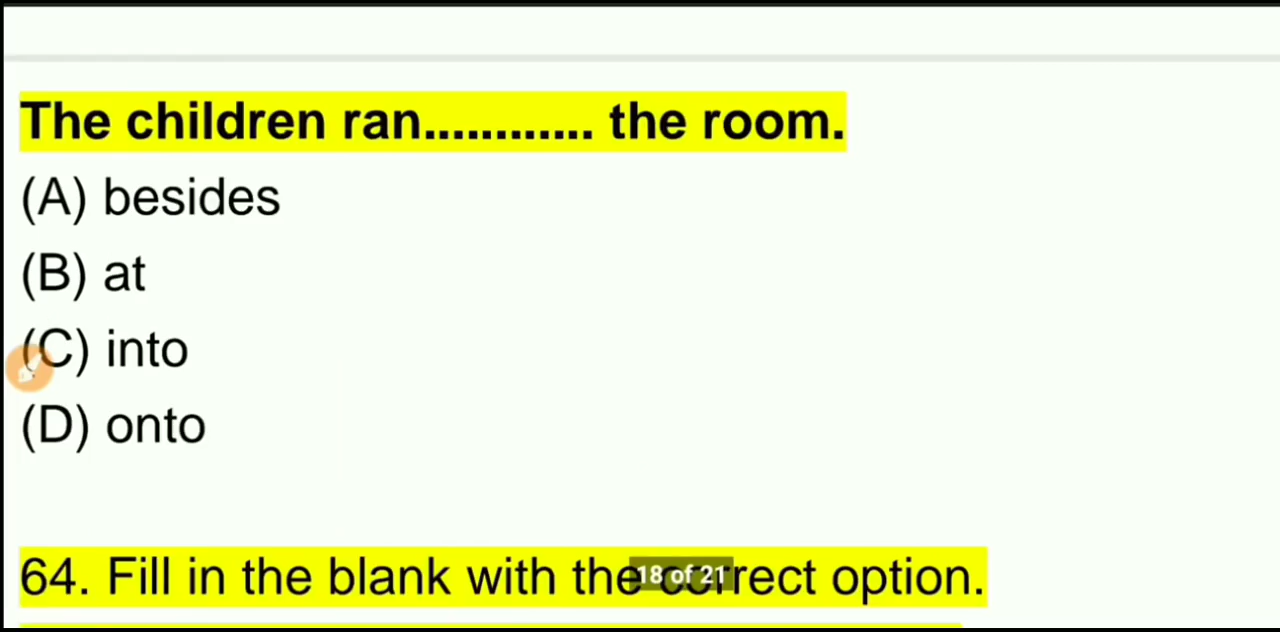 The children ran............ the room.
(A) besides
(B) at
(C) into
(D) onto
64. Fill in the blank with the correct option.
18 of 21